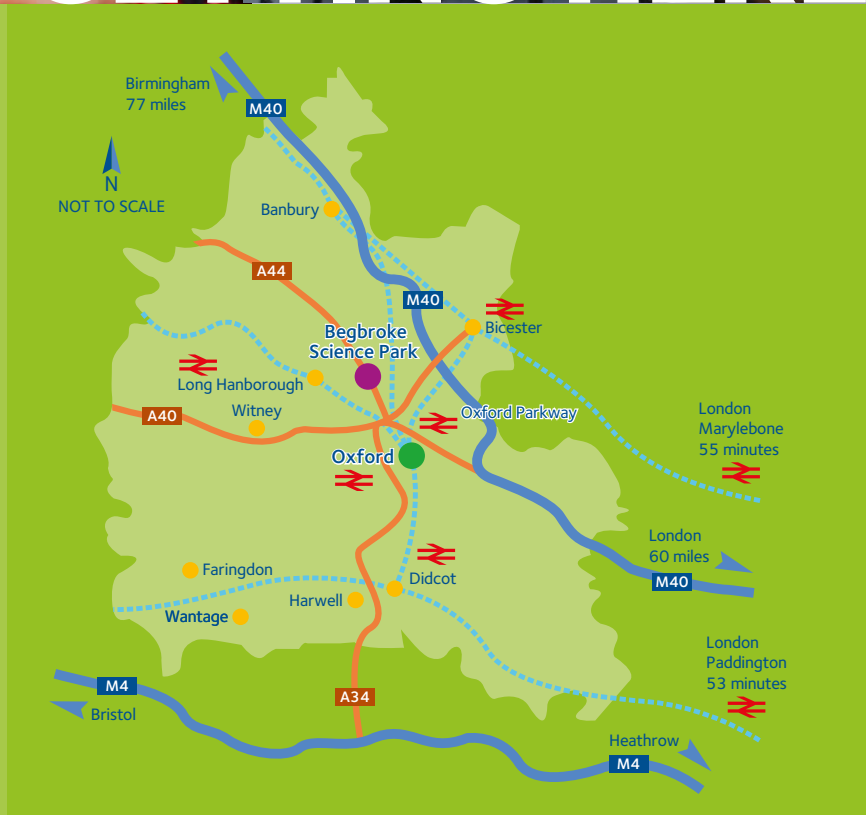 Birmingham
77 miles
M40
N
NOT TO SCALE
Banbury
A44
M40
Begbroke
Science Park
Bicester
Long Hanborough
A40
Witney
Oxford Parkway
London
Marylebone
55 minutes
Oxford
London
60 miles
M40
Faringdon
Didcot
Harwell
Wantage
London
Paddington
53 minutes
M4
A34
Bristol
Heathrow
M4